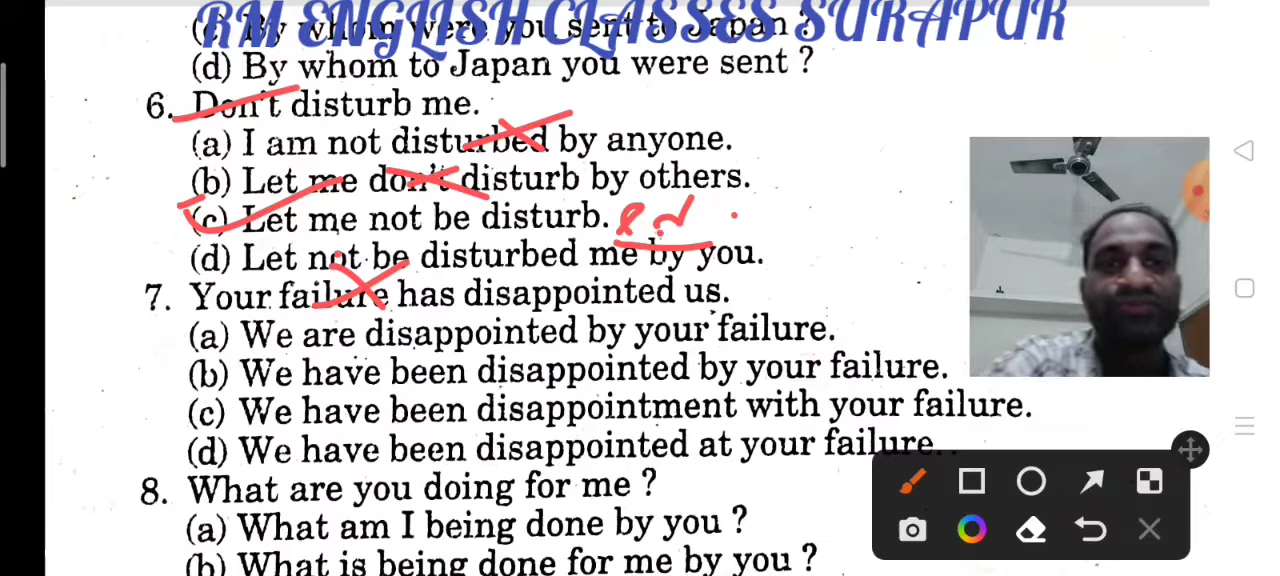 RM ENGLISH CLASSES SURAPUR
(c) By whom were you sent to Japan ?
(d) By whom to Japan you were sent ?
6. Don't disturb me.
(a) I am not disturbed by anyone.
(b) Let me don't disturb by others.
(c) Let me not be disturb.
(d) Let not be disturbed me by you.
7. Your failure has disappointed us.
(a) We are disappointed by your failure.
(b) We have been disappointed by your failure.
(c) We have been disappointment with your failure.
(d) We have been disappointed at your failure.
8. What are you doing for me ?
(a) What am I being done by you ?
(b) What is being done for me by you ?